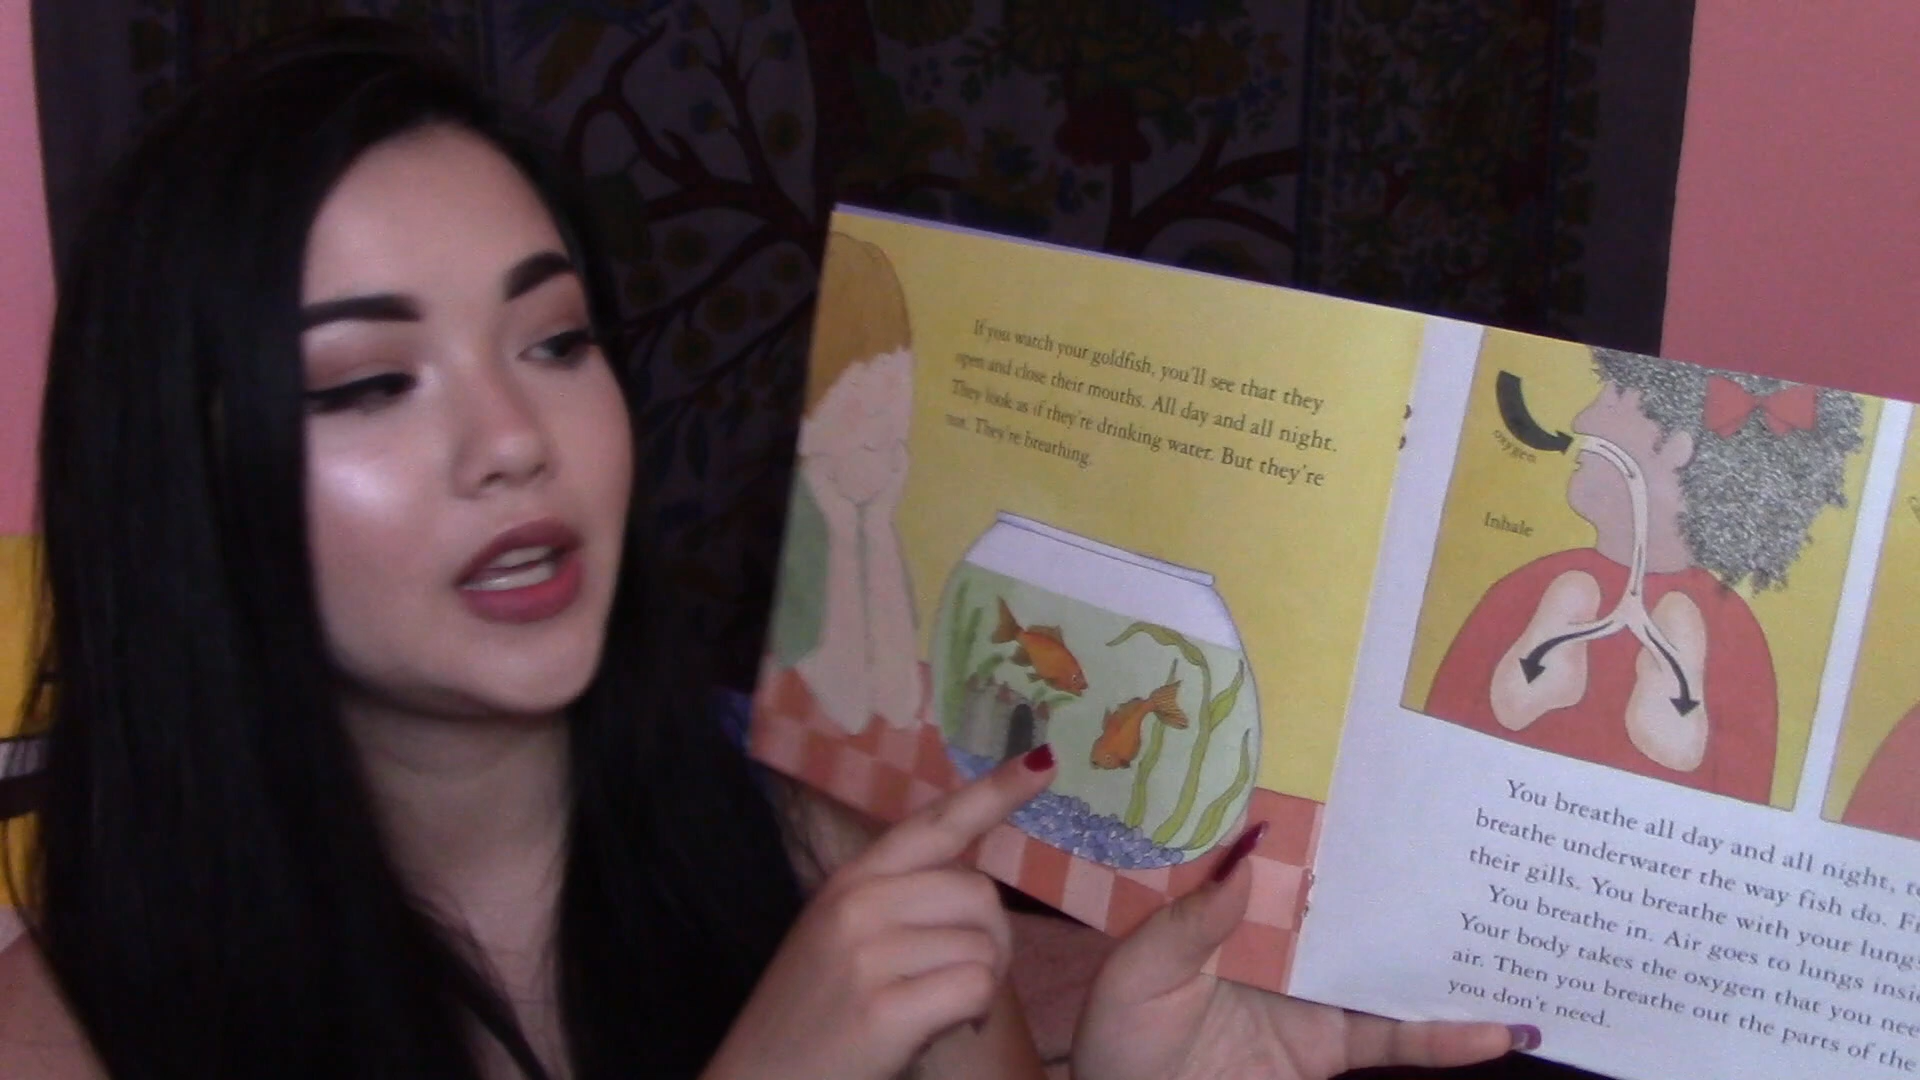 If you watch your goldfish, you'll see that they
open and close their mouths. All day and all night.
They look as if they're drinking water. But they're
not. They're breathing.
oxygen
Inhale
You breathe all day and all night,
breathe underwater the way fish do.
their gills. You breathe with your lungs
You breathe in. Air goes to lungs
Your body takes the oxygen that you
air. Then you breathe out the parts of the
you don't need.